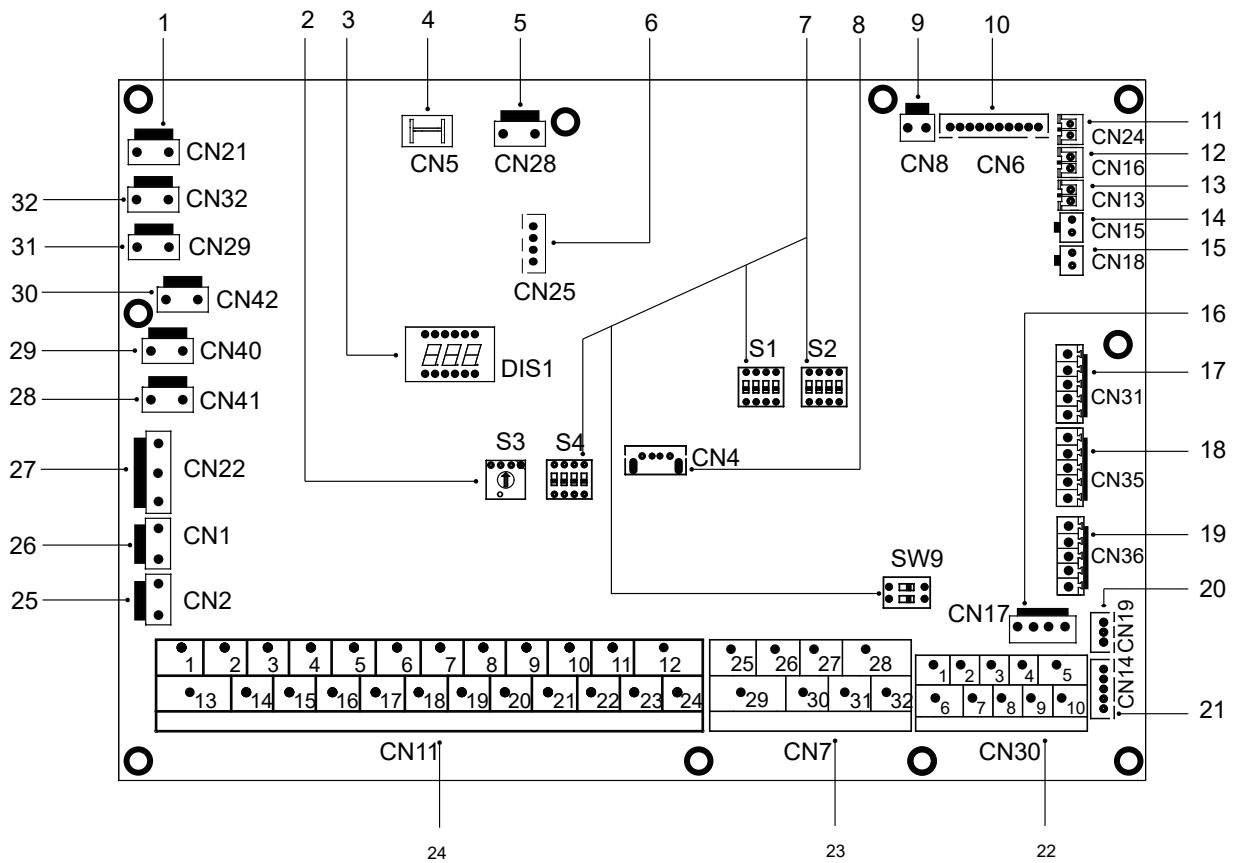 1 2 3 4 5 6 7 8 9 10
11
CN21 CN5 CN28 CN8 CN6 CN24
12
CN16
32 CN32 13
CN13
14
31 CN29 CN15
15
CN25 CN18
30 CN42
16
29 CN40 DIS1 S1 S2
17
28 CN41 CN31
S3 S4 CN4
18
27 CN22 CN35
2
26 CN1 19
CN36
SW9
20
25 CN2 CN17 CN19
1 2 3 4 5 6 7 8 9 10 11 12 25 26 27 28 1 2 3 4 5
13 14 15 16 17 18 19 20 21 22 23 24 29 30 31 32 6 7 8 9 10
CN14
21
CN11 CN7 CN30
24 23 22